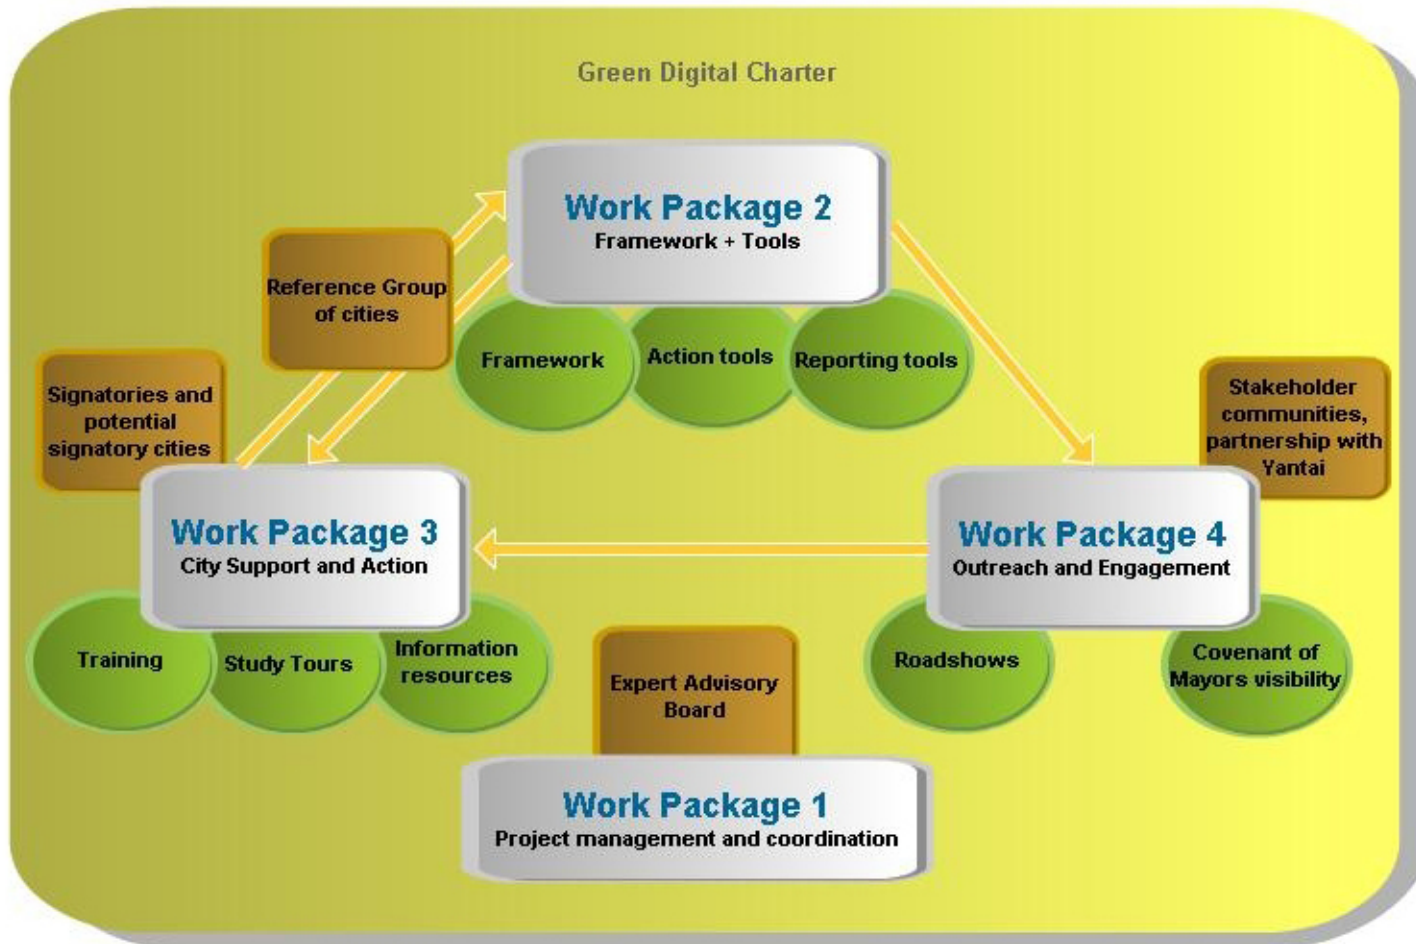 Green Digital Charter
Work Package 2
Framework + Tools
Reference Group
of cities
Framework
Action tools
Reporting tools
Signatories and
potential
signatory cities
Stakeholder
communities,
partnership with
Yantai
Work Package 3
City Support and Action
Work Package 4
Outreach and Engagement
Training
Study Tours
Information
resources
Roadshows
Covenant of
Mayors visibility
Expert Advisory
Board
Work Package 1
Project management and coordination